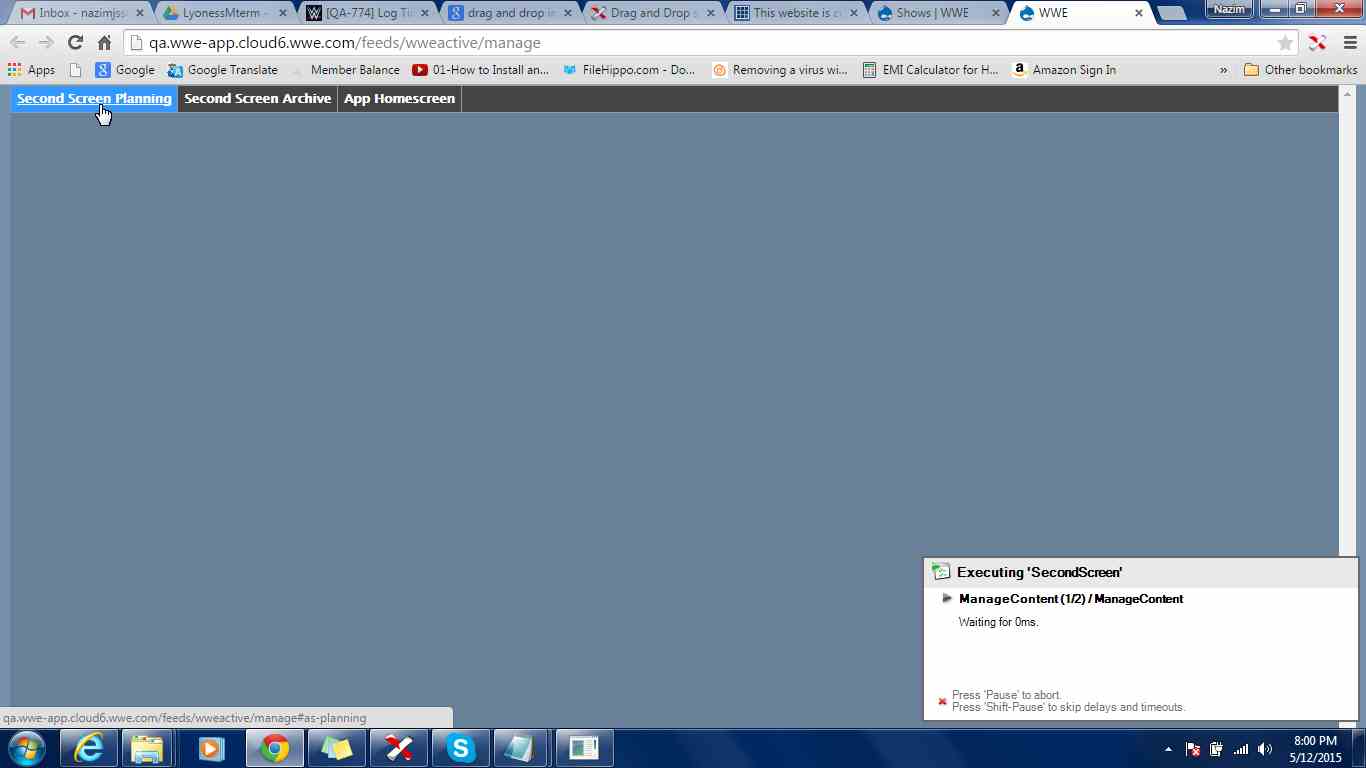 Inbox - nazimjss
LyonessMterm -
[QA-774] Log Ti
drag and drop in
Drag and Drop s
This website is cu
Shows | WWE
WWE
Nazim
qa.wwe-app.cloud6.wwe.com/feeds/wweactive/manage
Apps
Google
Google Translate
Member Balance
01-How to Install an...
FileHippo.com - Do...
Removing a virus wi...
EMI Calculator for H...
Amazon Sign In
»
Other bookmarks
Second Screen Planning
Second Screen Archive
App Homescreen
Executing 'SecondScreen'
ManageContent (1/2) / ManageContent
Waiting for 0ms.
Press 'Pause' to abort.
Press 'Shift-Pause' to skip delays and timeouts.
qa.wwe-app.cloud6.wwe.com/feeds/wweactive/manage#as-planning
8:00 PM
5/12/2015